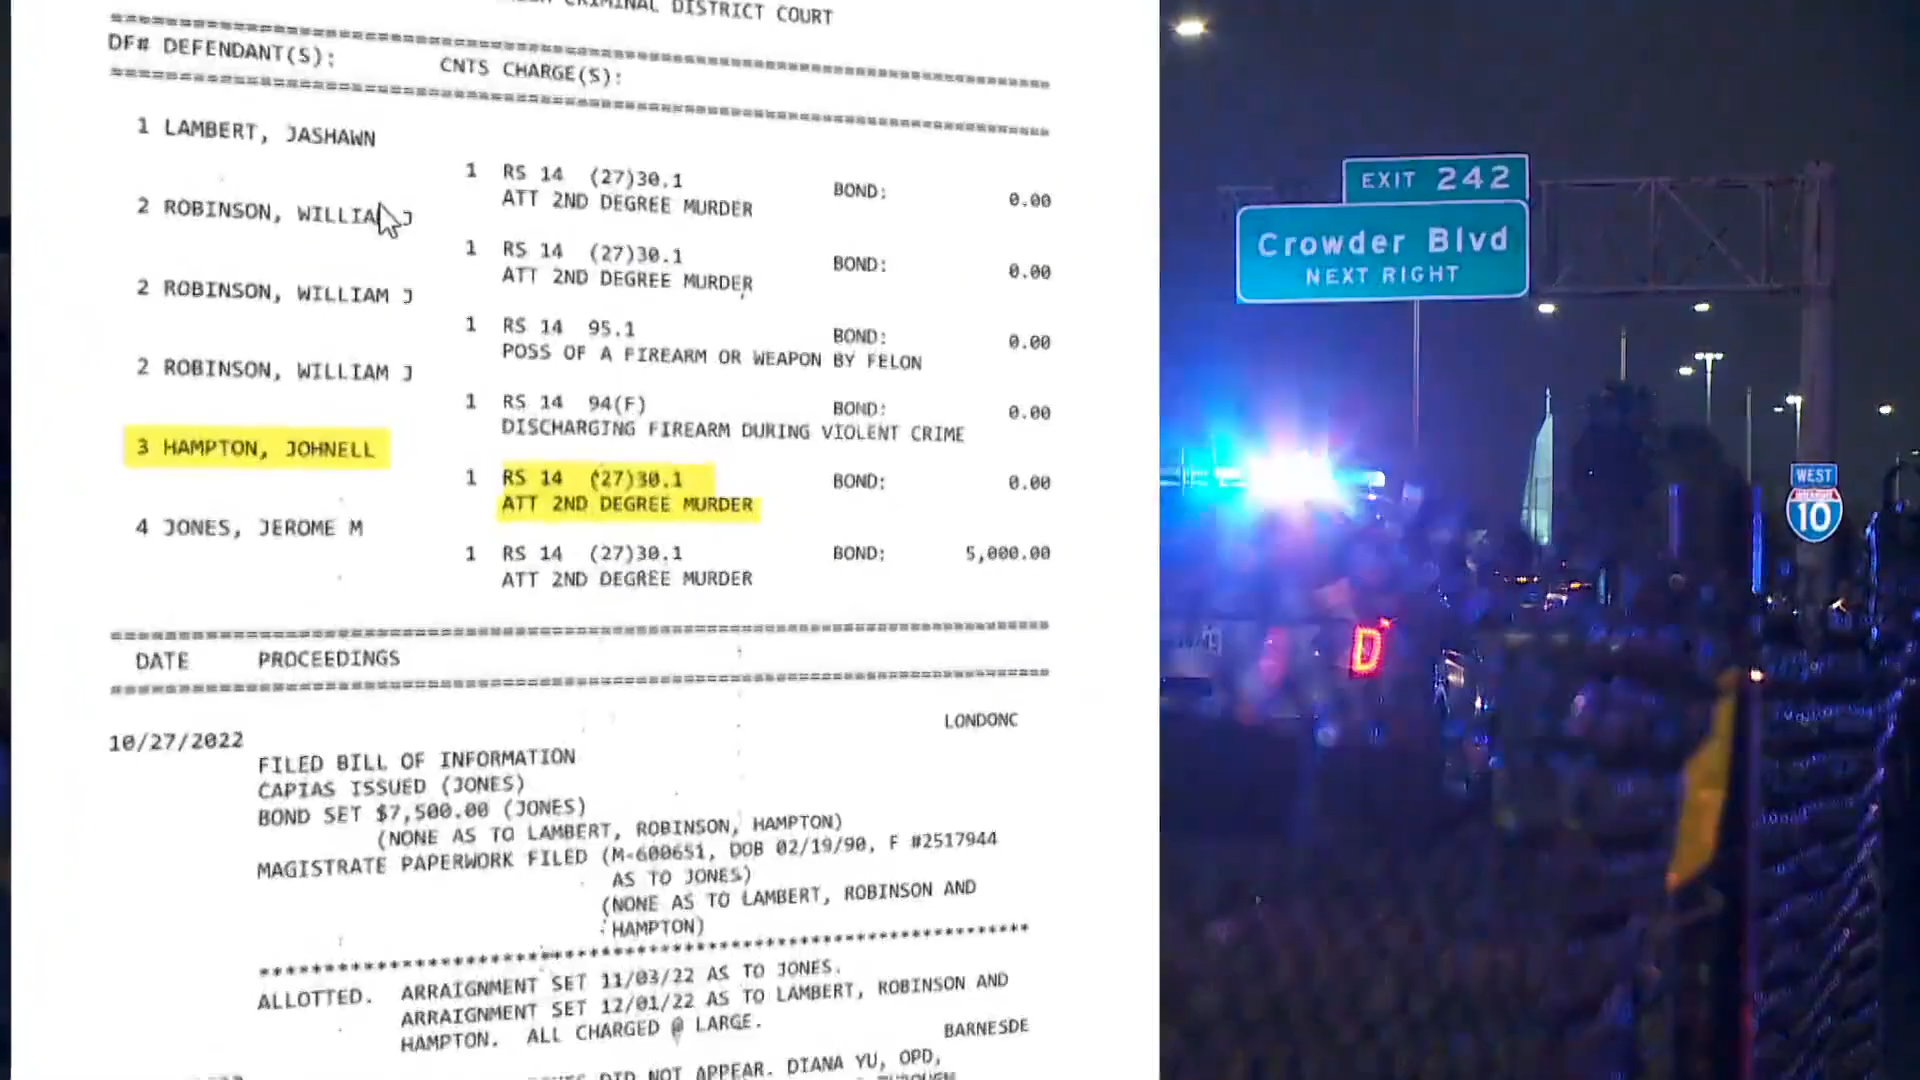 CRIMINAL DISTRICT COURT
DF# DEFENDANT(S): CNTS CHARGE(S):
1 LAMBERT, JASHAWN
1 RS 14 (27)30.1 BOND: 0.00
ATT 2ND DEGREE MURDER
2 ROBINSON, WILLIAM J
1 RS 14 (27)30.1 BOND: 0.00
ATT 2ND DEGREE MURDER
2 ROBINSON, WILLIAM J
1 RS 14 95.1 BOND: 0.00
POSS OF A FIREARM OR WEAPON BY FELON
2 ROBINSON, WILLIAM J
1 RS 14 94(F) BOND: 0.00
DISCHARGING FIREARM DURING VIOLENT CRIME
3 HAMPTON, JOHNELL
1 RS 14 (27)30.1 BOND: 0.00
ATT 2ND DEGREE MURDER
4 JONES, JEROME M
1 RS 14 (27)30.1 BOND: 5,000.00
ATT 2ND DEGREE MURDER
DATE PROCEEDINGS
LONDONC
10/27/2022
FILED BILL OF INFORMATION
CAPIAS ISSUED (JONES)
BOND SET $7,500.00 (JONES)
(NONE AS TO LAMBERT, ROBINSON, HAMPTON)
MAGISTRATE PAPERWORK FILED (M-600651, DOB 02/19/90, F #2517944
AS TO JONES)
(NONE AS TO LAMBERT, ROBINSON AND
HAMPTON)
****************************************************************
ALLOTTED. ARRAIGNMENT SET 11/03/22 AS TO JONES.
ARRAIGNMENT SET 12/01/22 AS TO LAMBERT, ROBINSON AND
HAMPTON. ALL CHARGED @ LARGE.
BARNESDE
DID NOT APPEAR. DIANA YU, OPD,
EXIT 242
Crowder Blvd
NEXT RIGHT
WEST
INTERSTATE
10
D